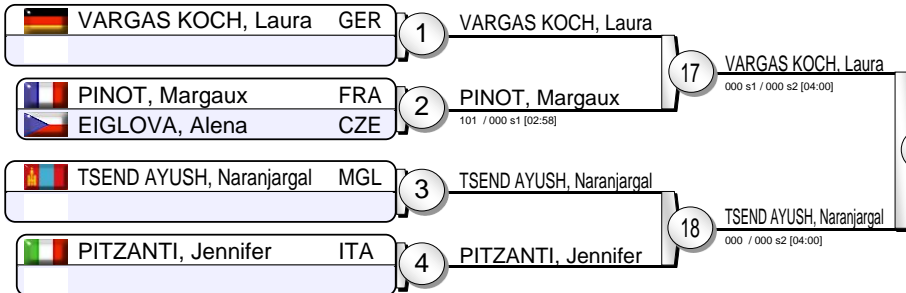 VARGAS KOCH, Laura GER
1
VARGAS KOCH, Laura
17
VARGAS KOCH, Laura
000 s1 / 000 s2 [04:00]
PINOT, Margaux FRA
EIGLOVA, Alena CZE
2
PINOT, Margaux
101 / 000 s1 [02:58]
TSEND AYUSH, Naranjargal MGL
3
TSEND AYUSH, Naranjargal
18
TSEND AYUSH, Naranjargal
000 / 000 s2 [04:00]
PITZANTI, Jennifer ITA
4
PITZANTI, Jennifer